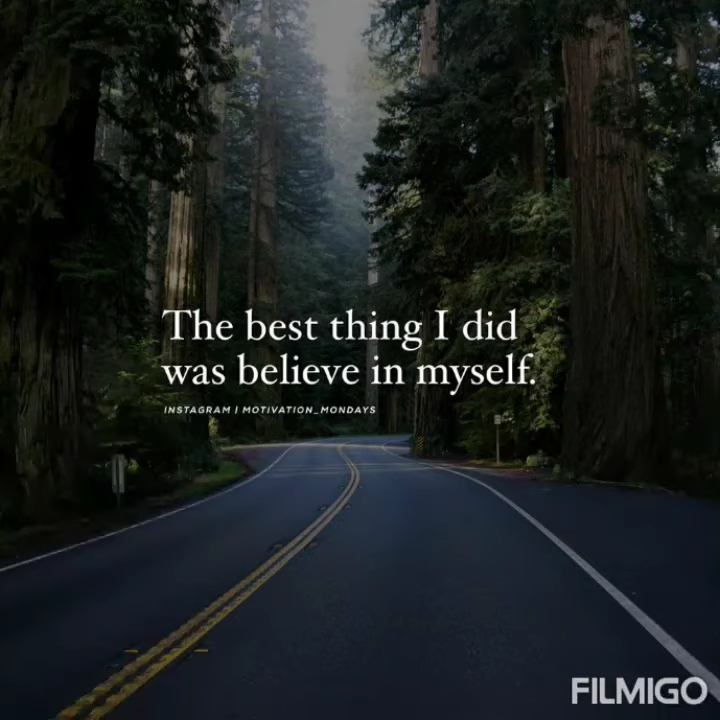 The best thing I did
was believe in myself.
INSTAGRAM | MOTIVATION_MONDAYS
FILMIGO